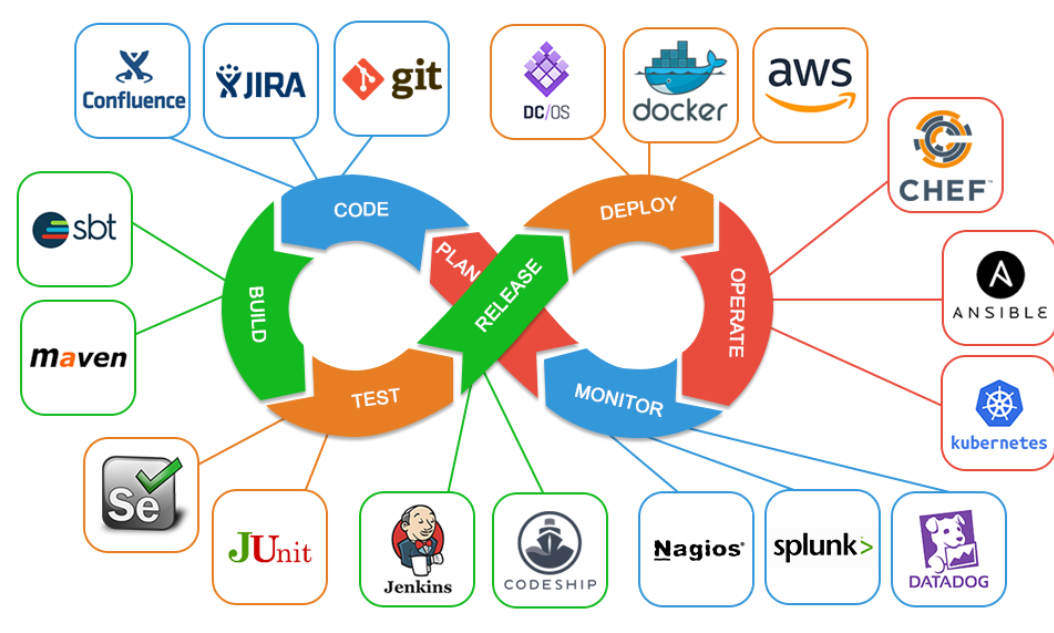 Confluence
JIRA
git
DC/OS
docker
aws
CHEF™
sbt
CODE
DEPLOY
PLAN
RELEASE
BUILD
OPERATE
ANSIBLE
maven
TEST
MONITOR
kubernetes
Se
JUnit
Jenkins
CODESHIP
Nagios®
splunk>
DATADOG